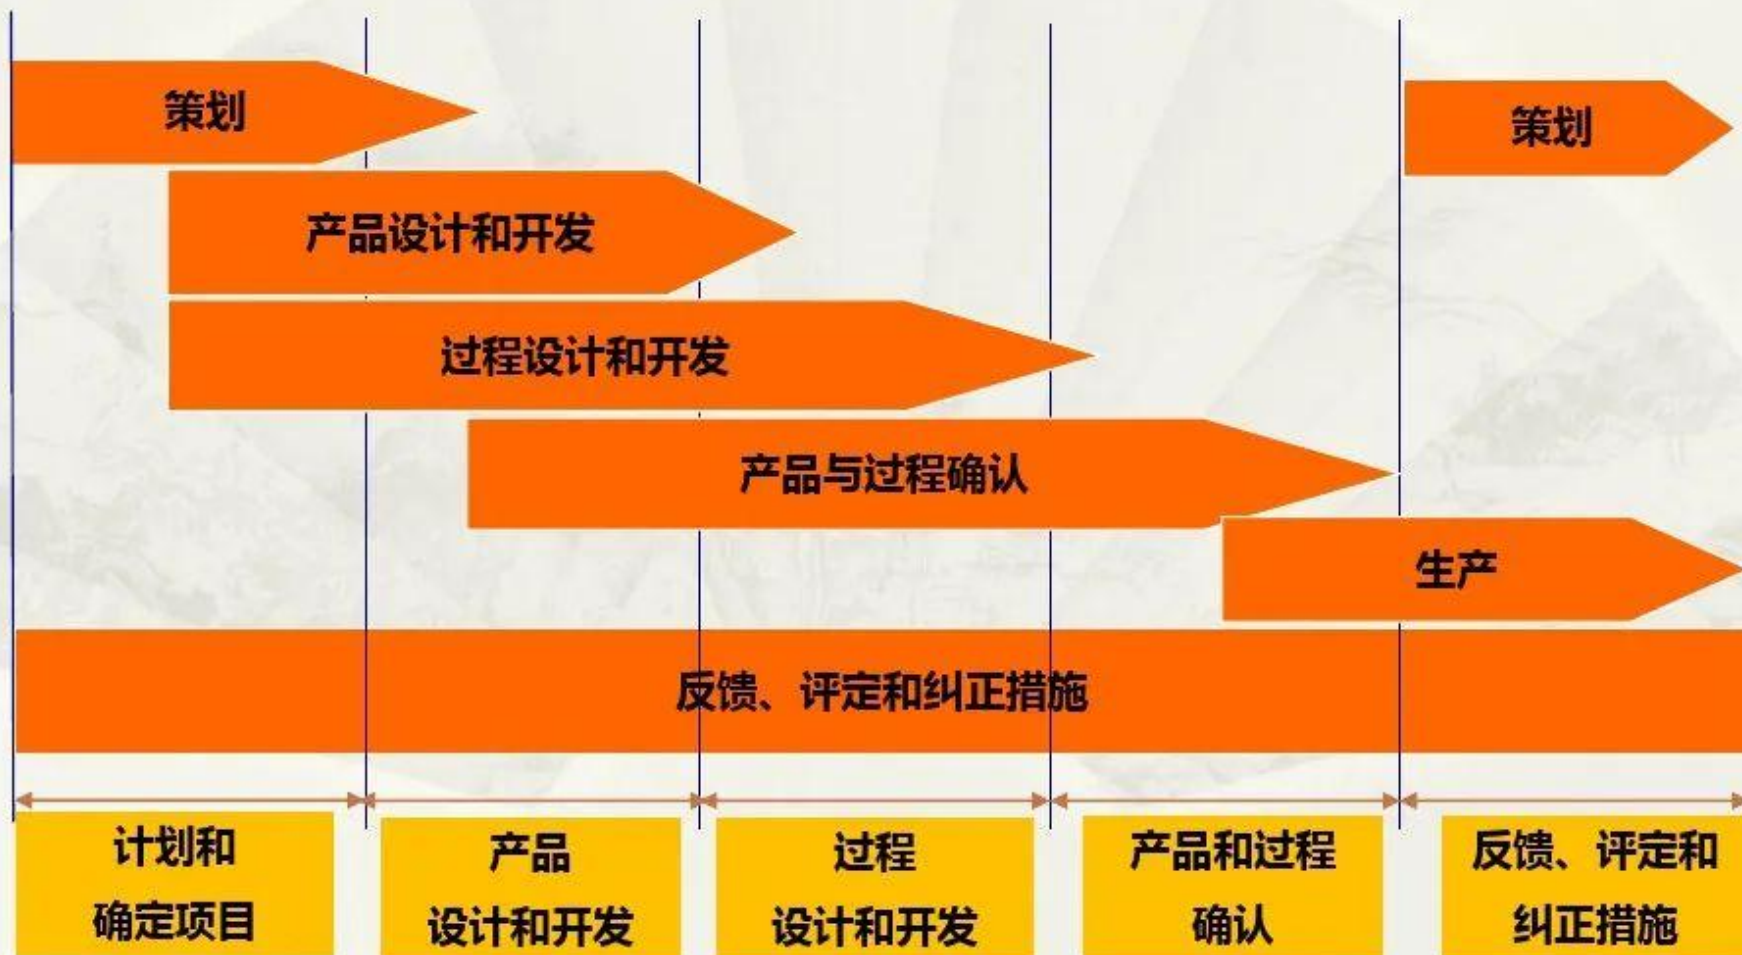 策划
策划
产品设计和开发
过程设计和开发
产品与过程确认
生产
反馈、评定和纠正措施
计划和
确定项目
产品
设计和开发
过程
设计和开发
产品和过程
确认
反馈、评定和
纠正措施